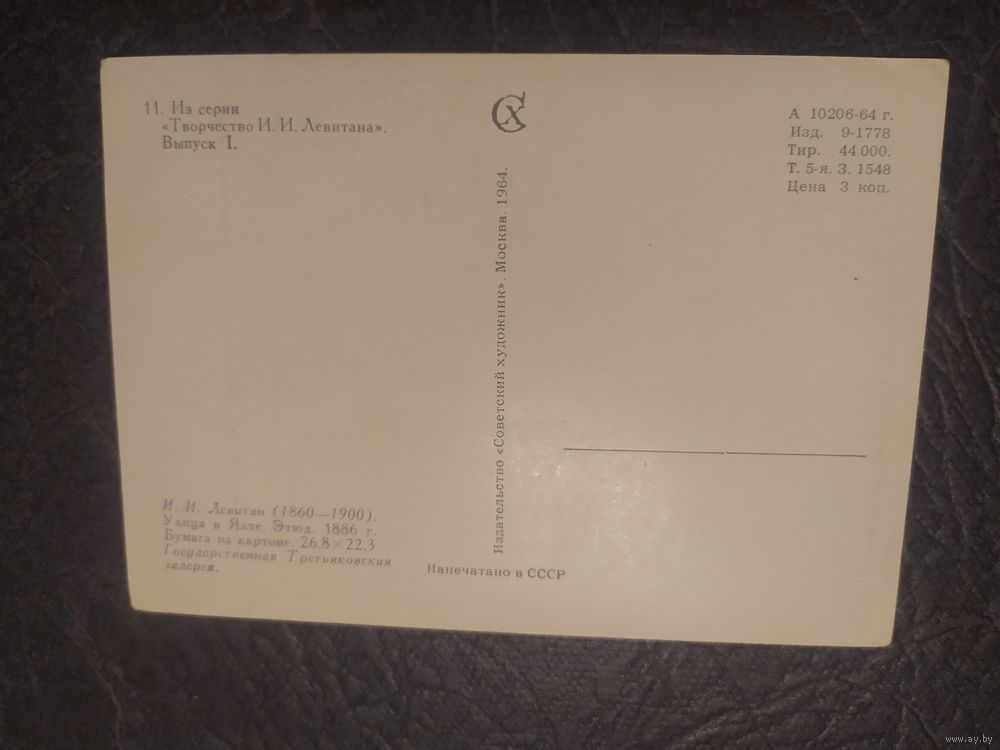 11. Из серии
«Творчество И. И. Левитана».
Выпуск I.
СХ
А 10206-64 г.
Изд. 9-1778
Тир. 44 000.
Т. 5-я. З. 1548
Цена 3 коп.
Издательство «Советский художник». Москва. 1964.
И. И. Левитан (1860—1900).
Улица в Ялте. Этюд. 1886 г.
Бумага на картоне. 26,8×22,3
Государственная Третьяковская
галерея.
Напечатано в СССР
www.ay.by